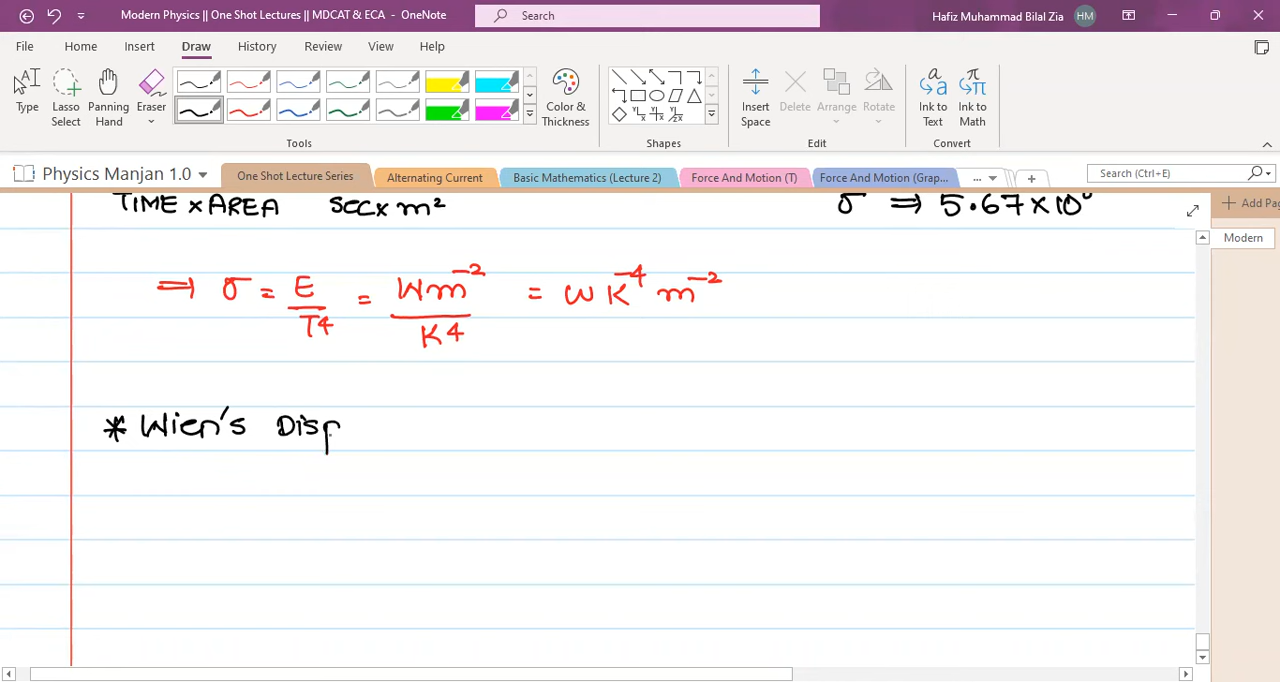 Modern Physics || One Shot Lectures || MDCAT & ECA - OneNote
Search
Hafiz Muhammad Bilal Zia HM
File Home Insert Draw History Review View Help
Type Lasso Select Panning Hand Eraser Color & Thickness Insert Space Delete Arrange Rotate Ink to Text Ink to Math
Tools Shapes Edit Convert
Physics Manjan 1.0 One Shot Lecture Series Alternating Current Basic Mathematics (Lecture 2) Force And Motion (T) Force And Motion (Grap... ... Search (Ctrl+E)
Add Pag
Modern
TIME × AREA Sec × m²
σ ⇒ 5.67 × 10
⇒ σ = E/T⁴ = Wm⁻²/K⁴ = W K⁻⁴ m⁻²
* Wien's Disp